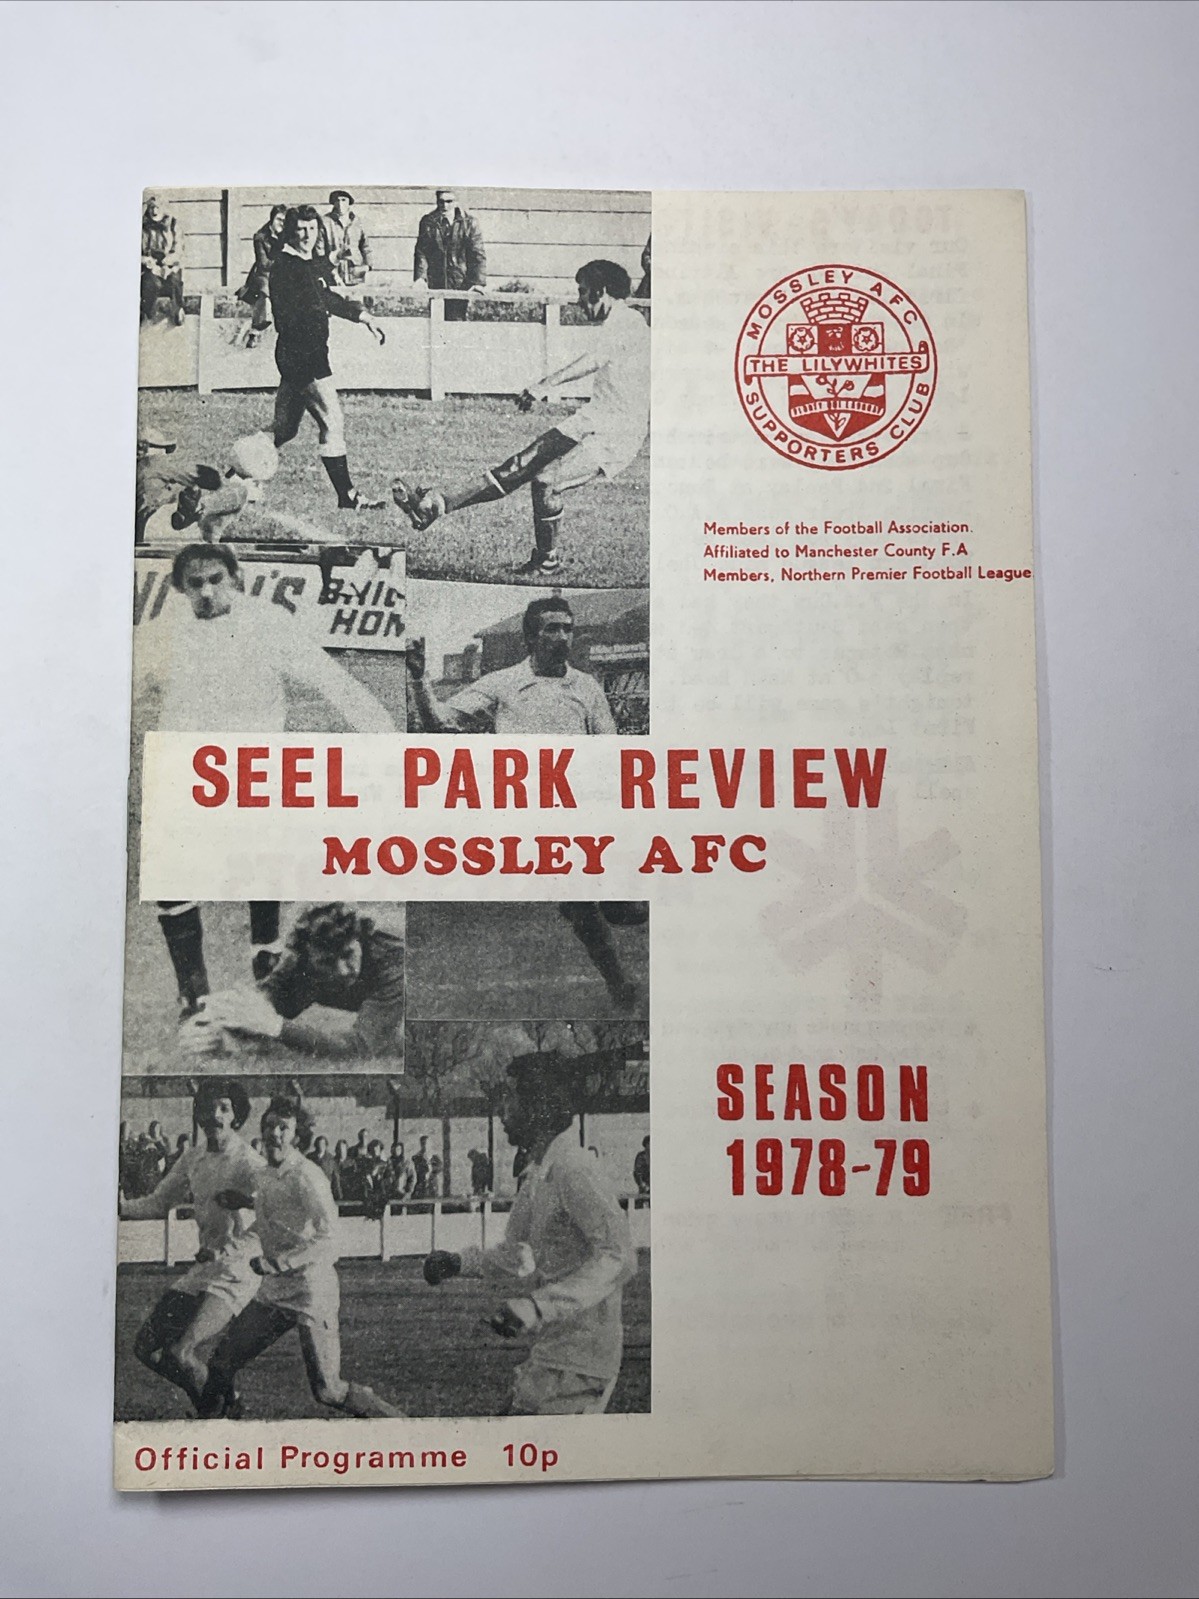 MOSSLEY AFC
THE LILYWHITES
SUPPORTERS CLUB
Members of the Football Association.
Affiliated to Manchester County F.A
Members, Northern Premier Football League
HON
SEEL PARK REVIEW
MOSSLEY AFC
SEASON
1978-79
Official Programme 10p